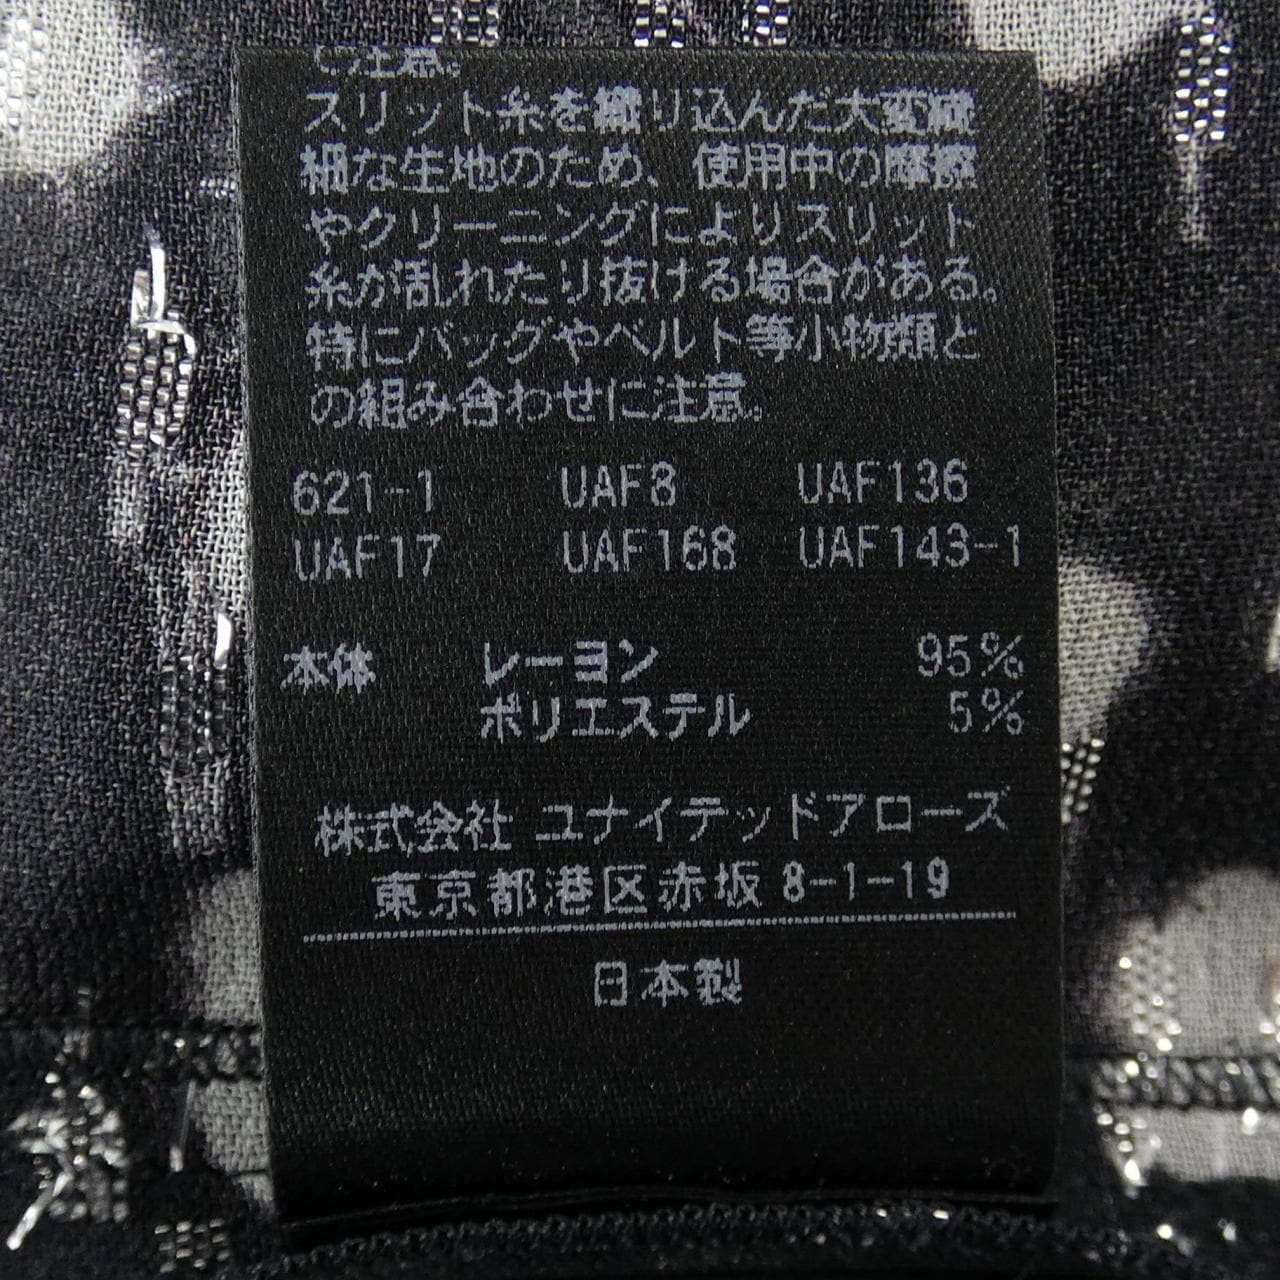 ご注意。
スリット糸を織り込んだ大変繊
細な生地のため、使用中の摩擦
やクリーニングによりスリット
糸が乱れたり抜ける場合がある。
特にバッグやベルト等小物類と
の組み合わせに注意。
621-1 UAF8 UAF136
UAF17 UAF168 UAF143-1
本体 レーヨン 95%
ポリエステル 5%
株式会社 ユナイテッドアローズ
東京都港区赤坂8-1-19
日本製